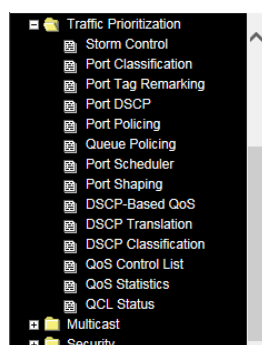 Traffic Prioritization
Storm Control
Port Classification
Port Tag Remarking
Port DSCP
Port Policing
Queue Policing
Port Scheduler
Port Shaping
DSCP-Based QoS
DSCP Translation
DSCP Classification
QoS Control List
QoS Statistics
QCL Status
Multicast
Security